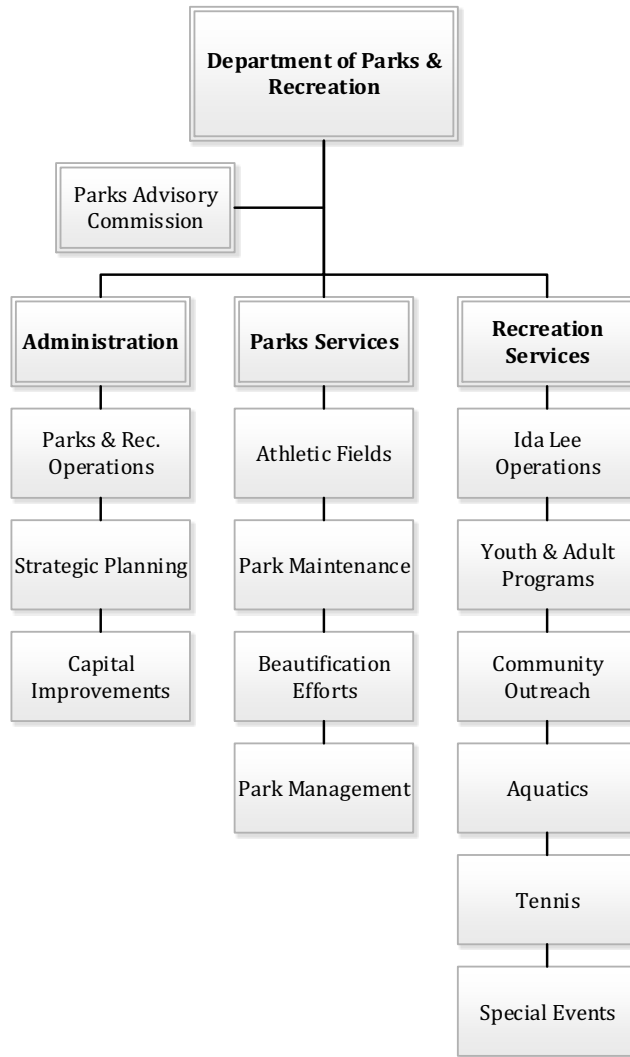 Department of Parks &
Recreation
Parks Advisory
Commission
Administration
Parks & Rec.
Operations
Strategic Planning
Capital
Improvements
Parks Services
Athletic Fields
Park Maintenance
Beautification
Efforts
Park Management
Recreation
Services
Ida Lee
Operations
Youth & Adult
Programs
Community
Outreach
Aquatics
Tennis
Special Events